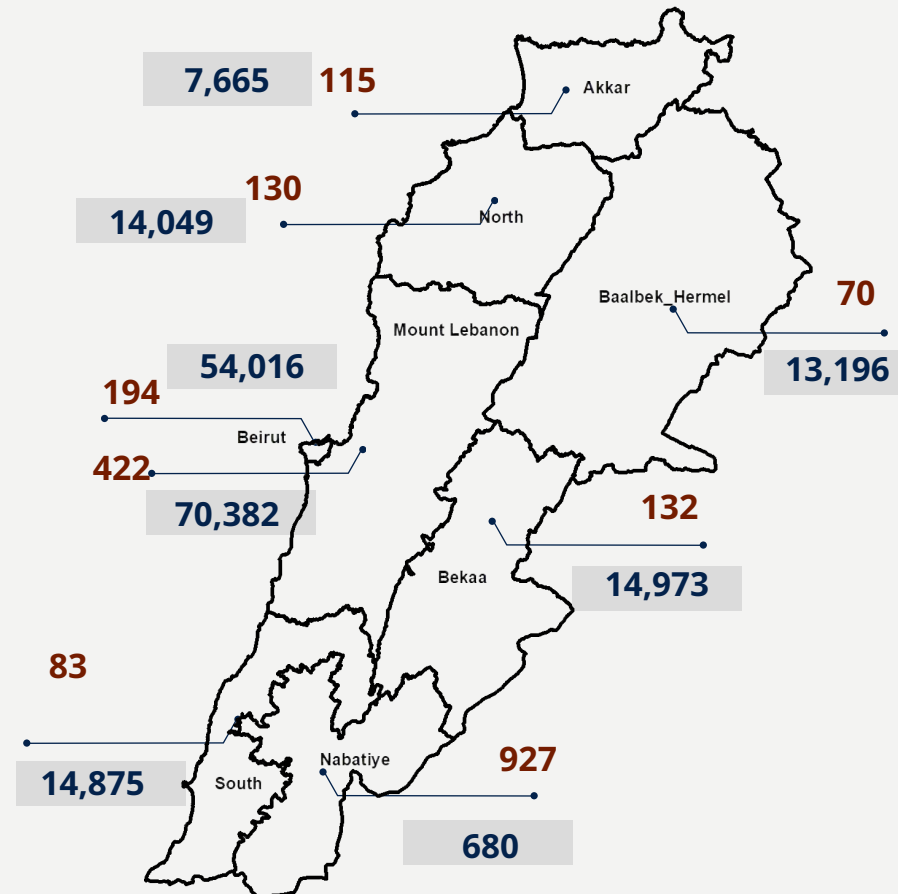 7,665 115
Akkar
130
14,049
North
Baalbek_Hermel
70
Mount Lebanon
54,016
13,196
194
Beirut
422
70,382
132
Bekaa
14,973
83
927
Nabatiye
14,875
South
680